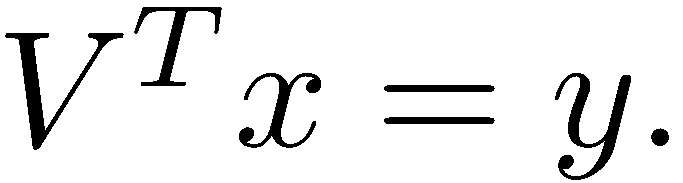 V^T x = y.